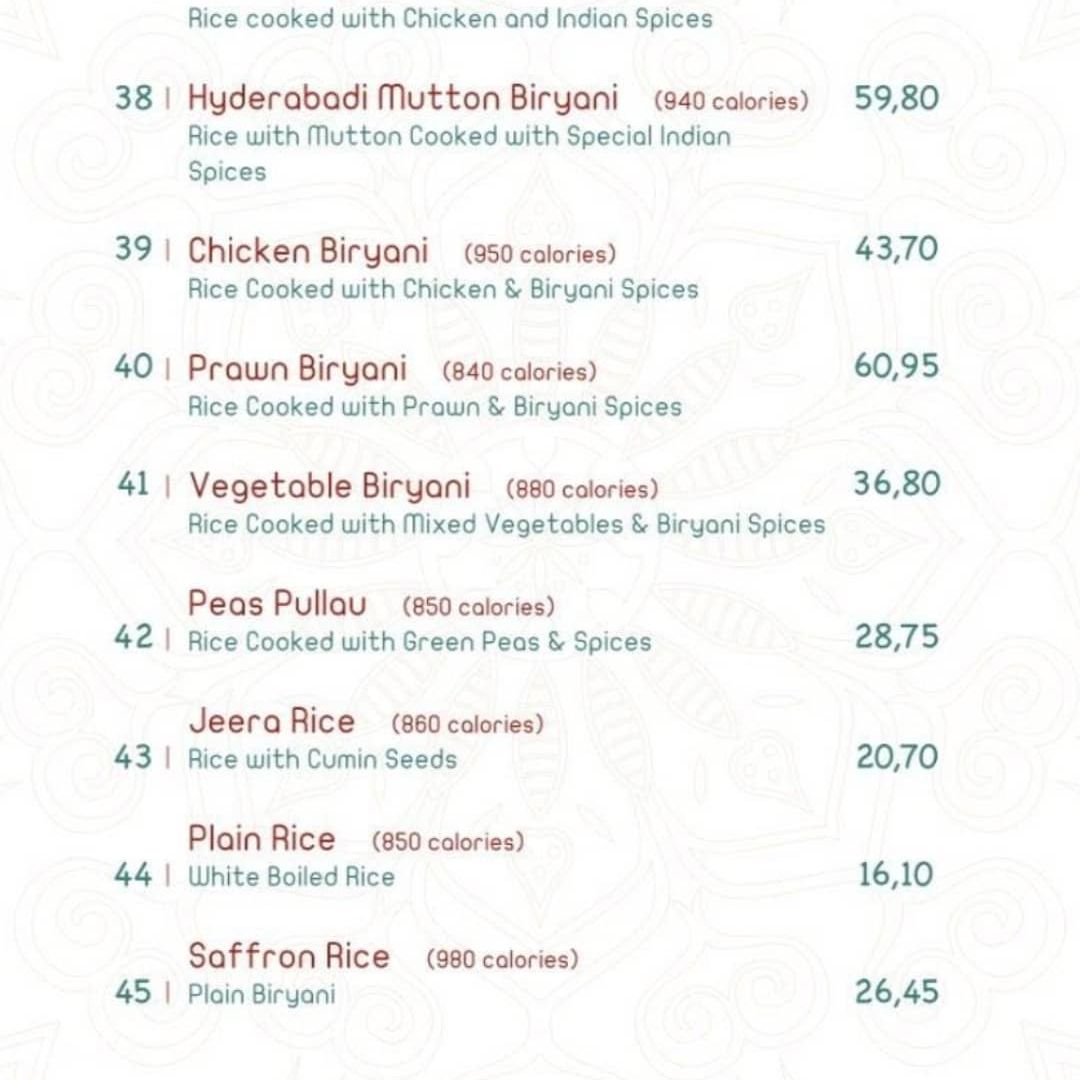 Rice cooked with Chicken and Indian Spices
38 | Hyderabadi Mutton Biryani (940 calories) 59,80
Rice with Mutton Cooked with Special Indian
Spices
39 | Chicken Biryani (950 calories) 43,70
Rice Cooked with Chicken & Biryani Spices
40 | Prawn Biryani (840 calories) 60,95
Rice Cooked with Prawn & Biryani Spices
41 | Vegetable Biryani (880 calories) 36,80
Rice Cooked with Mixed Vegetables & Biryani Spices
Peas Pullau (850 calories)
42 | Rice Cooked with Green Peas & Spices 28,75
Jeera Rice (860 calories)
43 | Rice with Cumin Seeds 20,70
Plain Rice (850 calories)
44 | White Boiled Rice 16,10
Saffron Rice (980 calories)
45 | Plain Biryani 26,45